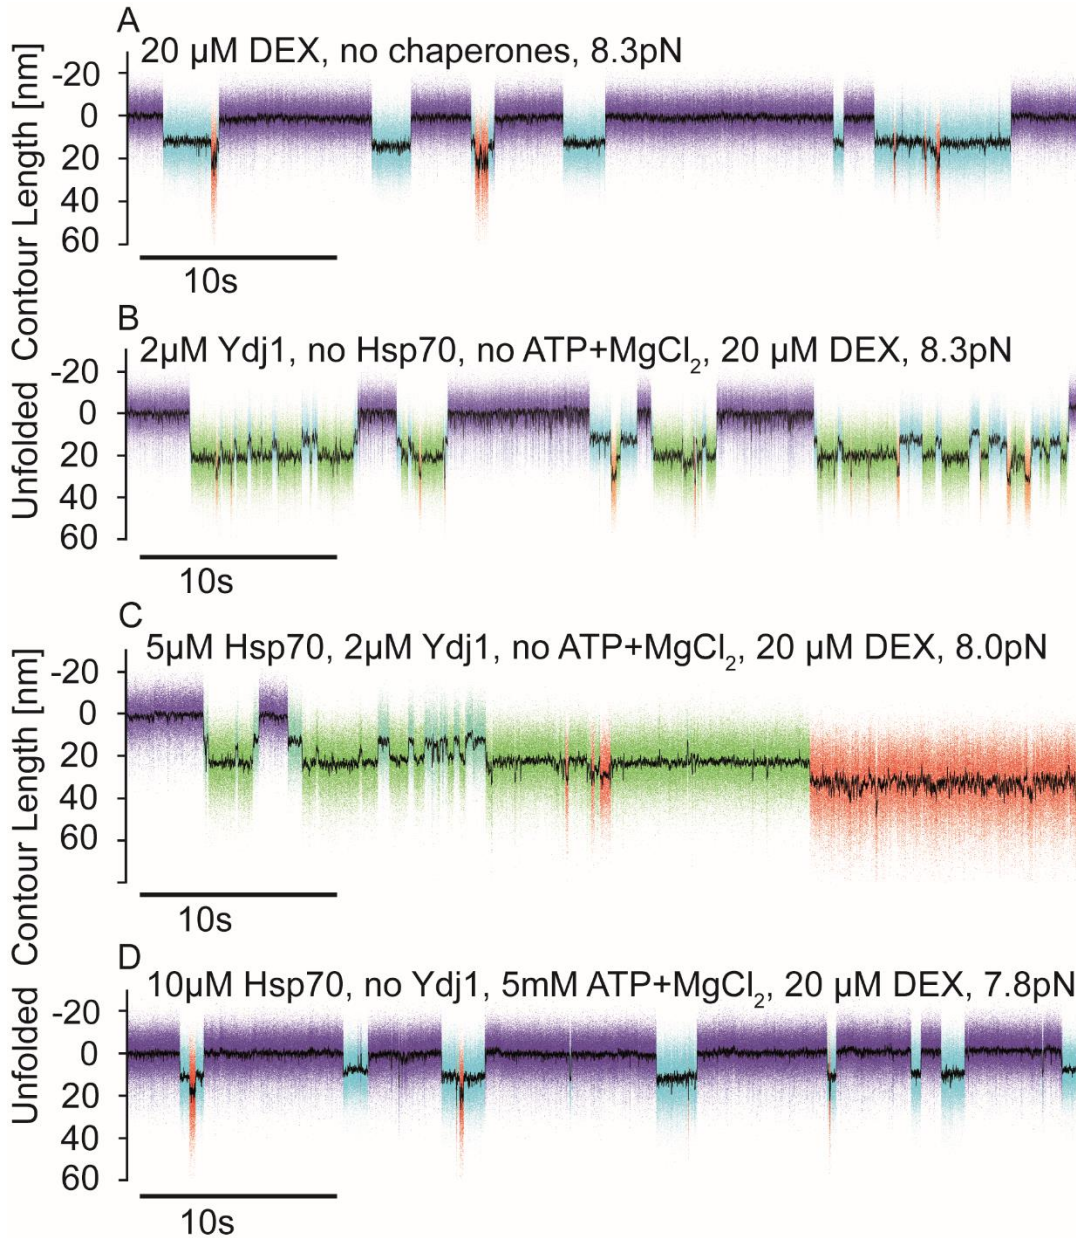 A
20 µM DEX, no chaperones, 8.3pN
-20
0
20
40
60
10s
B
2µM Ydj1, no Hsp70, no ATP+MgCl₂, 20 µM DEX, 8.3pN
-20
0
20
40
60
10s
Unfolded Contour Length [nm]
C
5µM Hsp70, 2µM Ydj1, no ATP+MgCl₂, 20 µM DEX, 8.0pN
-20
0
20
40
60
10s
D
10µM Hsp70, no Ydj1, 5mM ATP+MgCl₂, 20 µM DEX, 7.8pN
-20
0
20
40
60
10s
Unfolded Contour Length [nm]